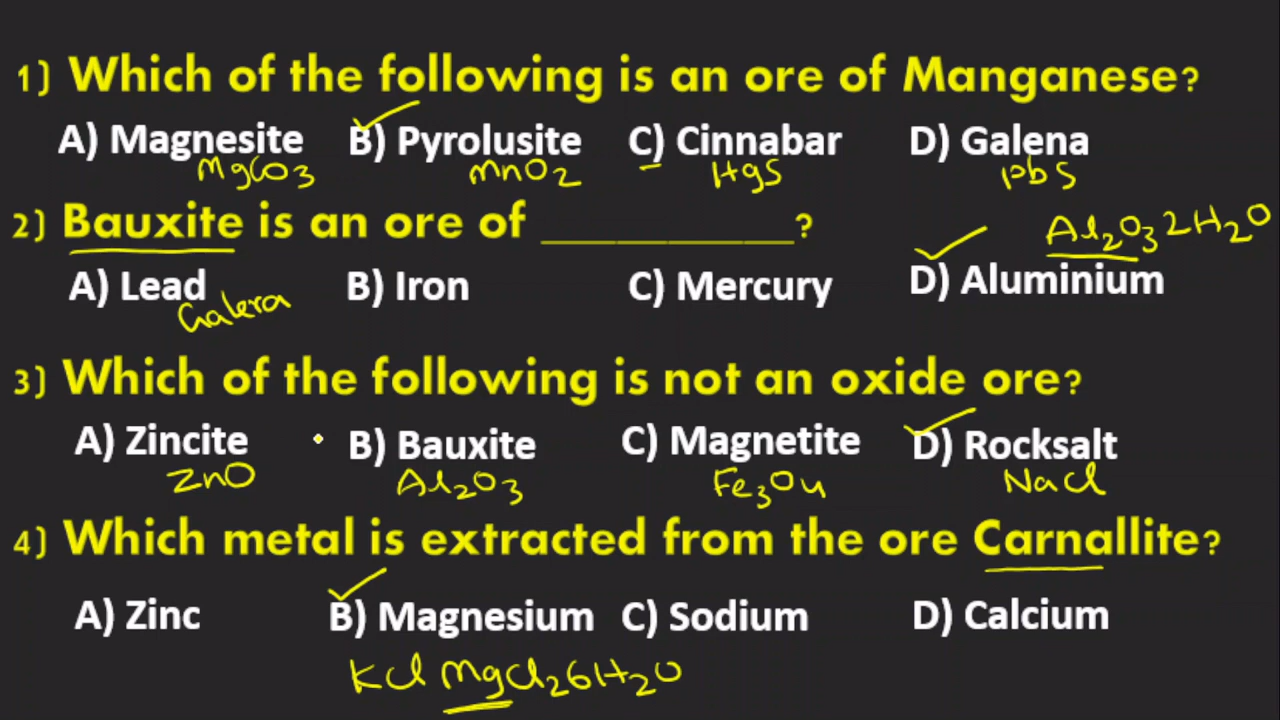 1) Which of the following is an ore of Manganese?
A) Magnesite B) Pyrolusite C) Cinnabar D) Galena
MgCO3 MnO2 HgS PbS
2) Bauxite is an ore of ____________?
Al2O3 2H2O
A) Lead B) Iron C) Mercury D) Aluminium
Galena
3) Which of the following is not an oxide ore?
A) Zincite B) Bauxite C) Magnetite D) Rocksalt
ZnO Al2O3 Fe3O4 NaCl
4) Which metal is extracted from the ore Carnallite?
A) Zinc B) Magnesium C) Sodium D) Calcium
KCl MgCl2 6H2O